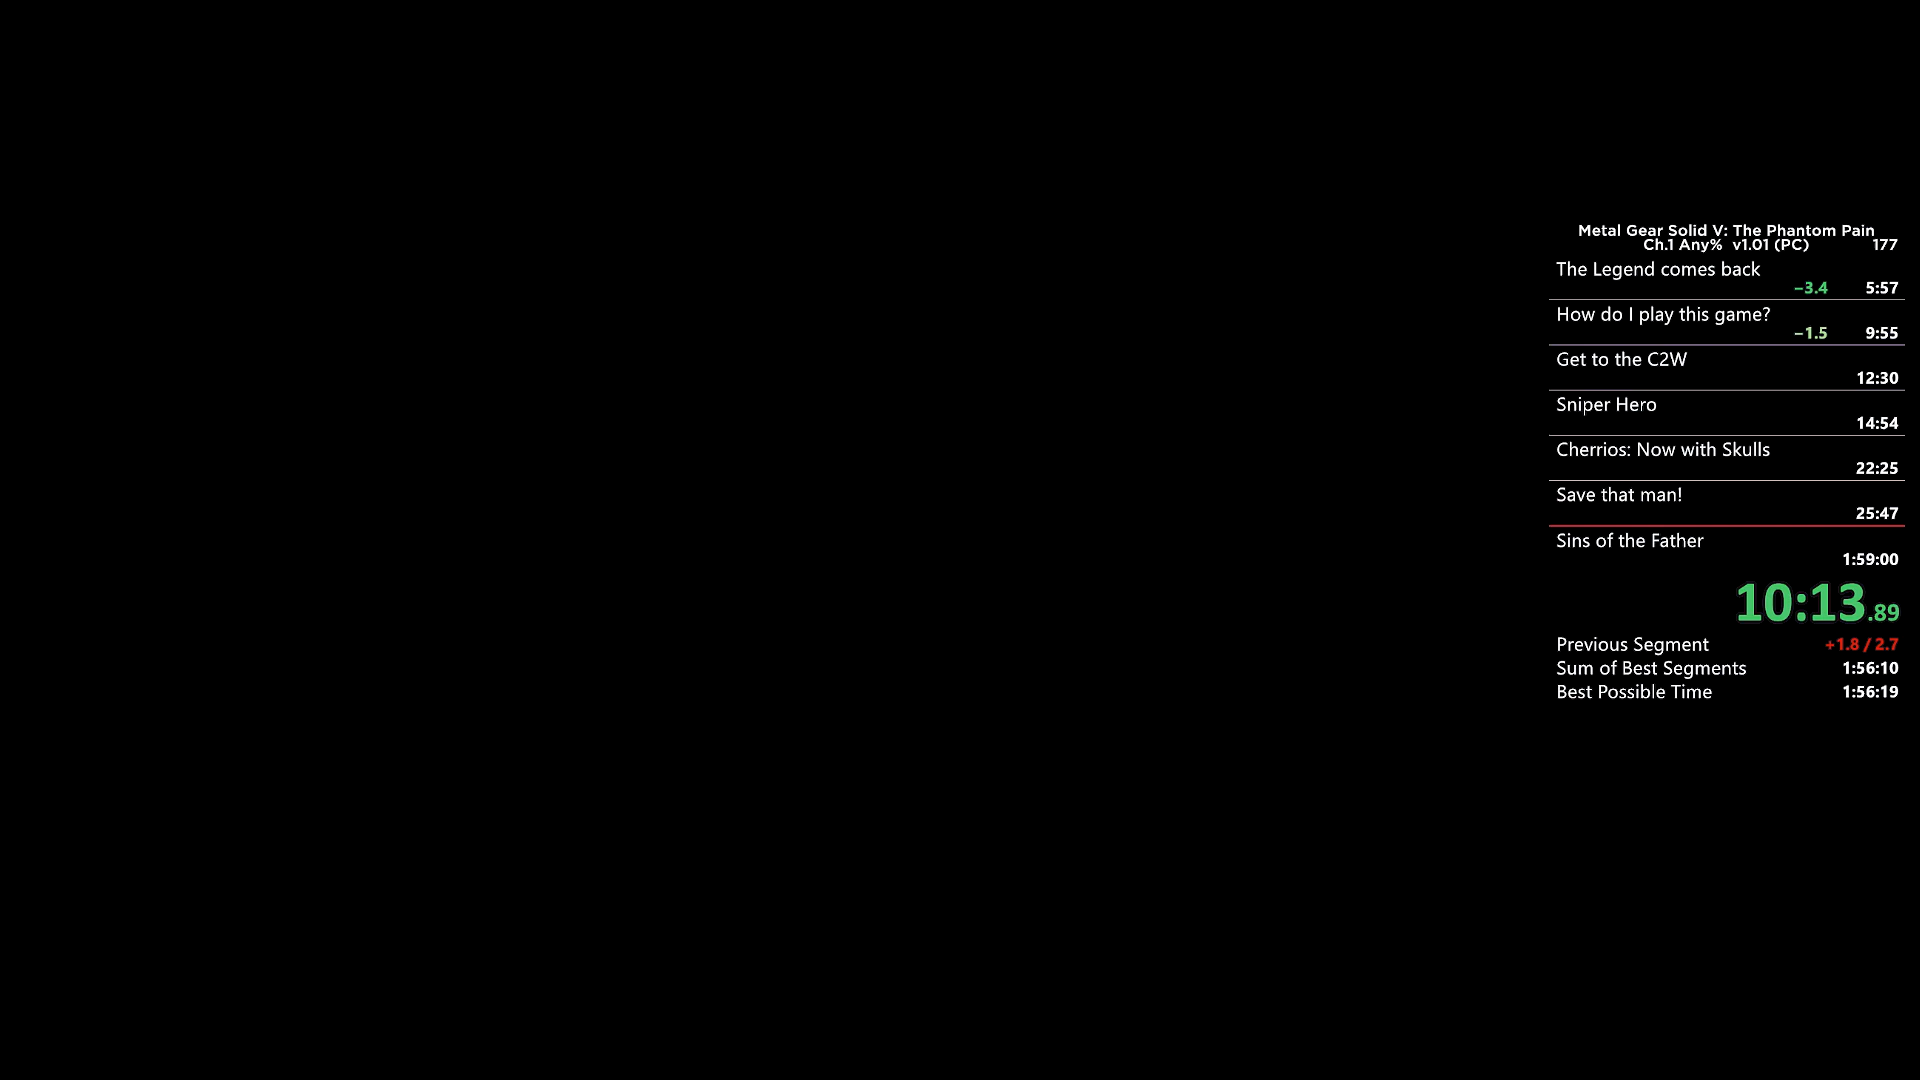 Metal Gear Solid V: The Phantom Pain
Ch.1 Any%  v1.01 (PC) 177
The Legend comes back
−3.4 5:57
How do I play this game?
−1.5 9:55
Get to the C2W
12:30
Sniper Hero
14:54
Cherrios: Now with Skulls
22:25
Save that man!
25:47
Sins of the Father
1:59:00
10:13.89
Previous Segment +1.8 / 2.7
Sum of Best Segments 1:56:10
Best Possible Time 1:56:19